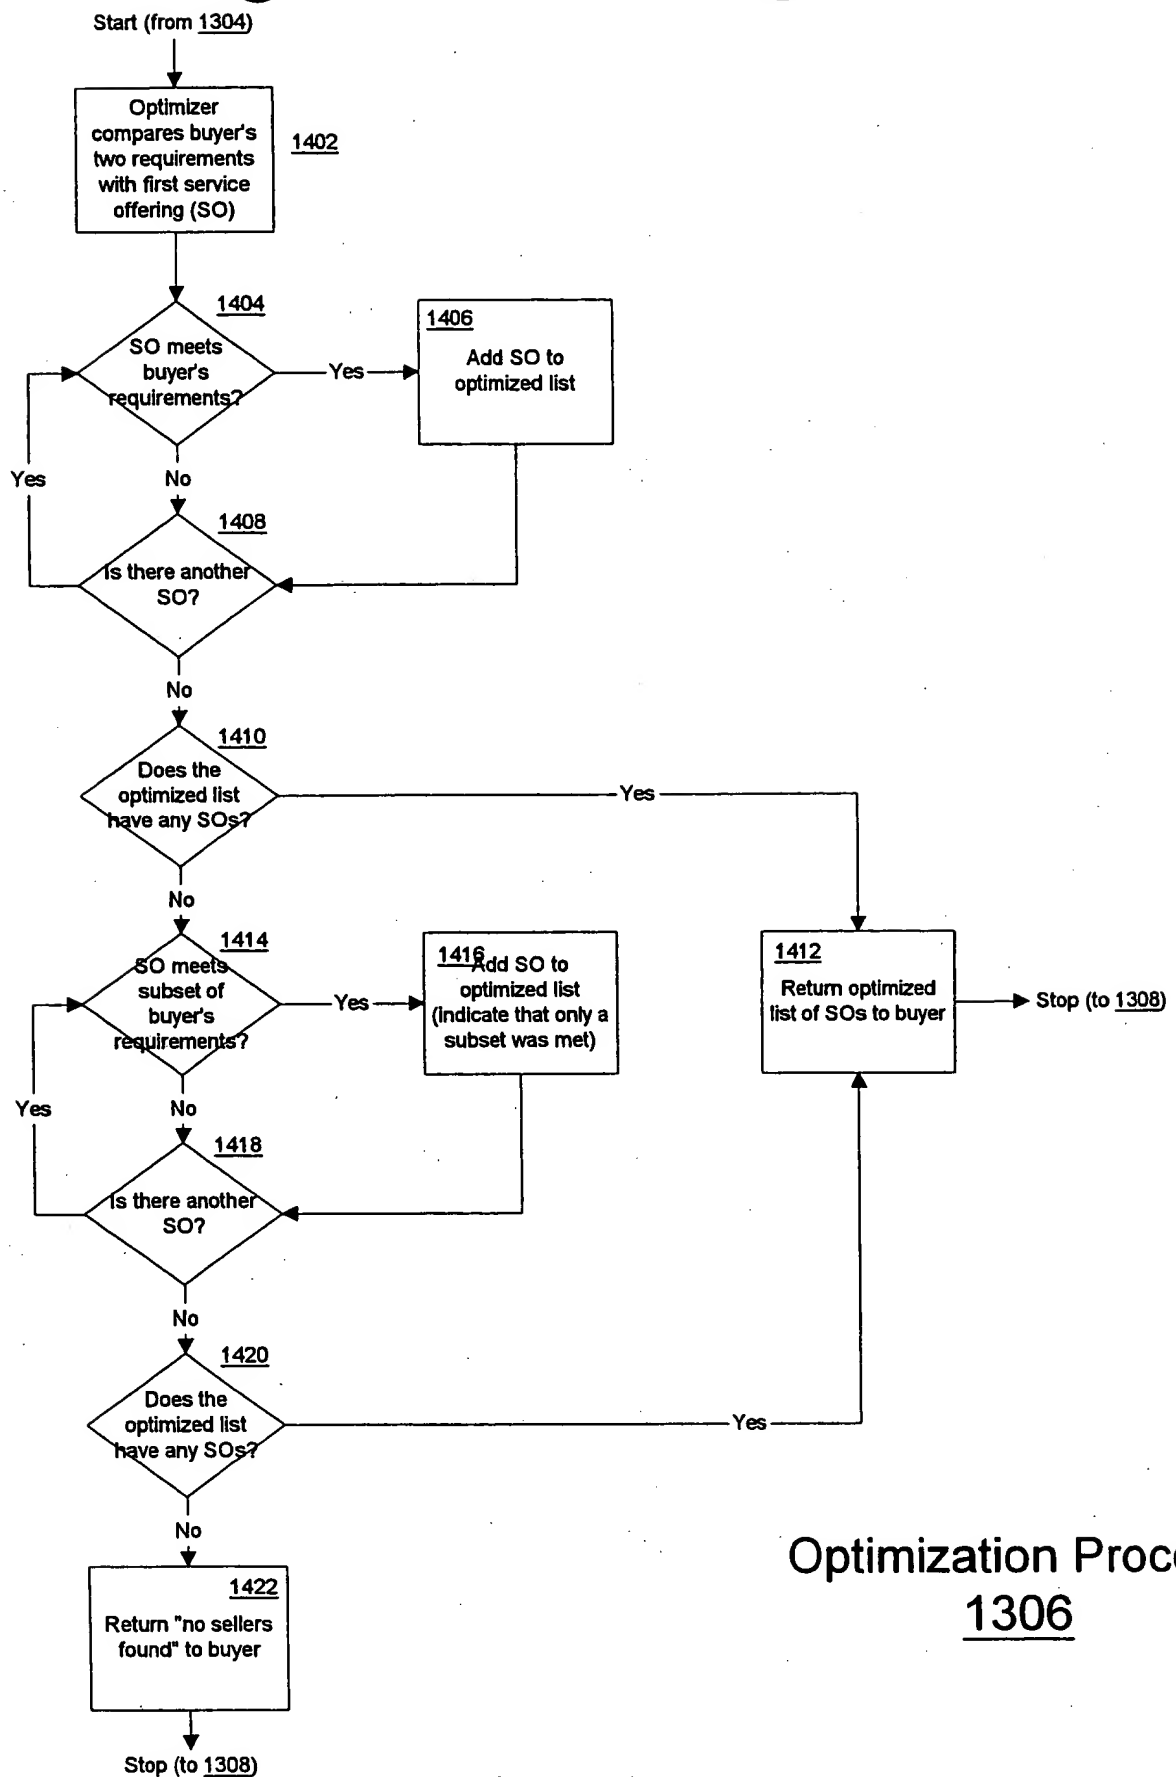 Start (from 1304)
Optimizer
compares buyer's
two requirements
with first service
offering (SO)
1402
1404
SO meets
buyer's
requirements?
Yes
1406
Add SO to
optimized list
Yes
No
1408
Is there another
SO?
No
1410
Does the
optimized list
have any SOs?
Yes
No
1414
SO meets
subset of
buyer's
requirements?
Yes
1416
Add SO to
optimized list
(indicate that only a
subset was met)
1412
Return optimized
list of SOs to buyer
Stop (to 1308)
Yes
No
1418
Is there another
SO?
No
1420
Does the
optimized list
have any SOs?
Yes
No
1422
Return "no sellers
found" to buyer
Stop (to 1308)
Optimization Proc
1306